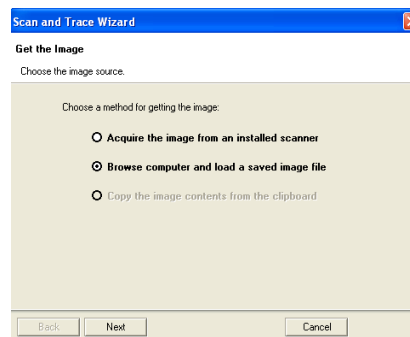 Scan and Trace Wizard
Get the Image
Choose the image source.
Choose a method for getting the image:
Acquire the image from an installed scanner
Browse computer and load a saved image file
Copy the image contents from the clipboard
Back Next Cancel